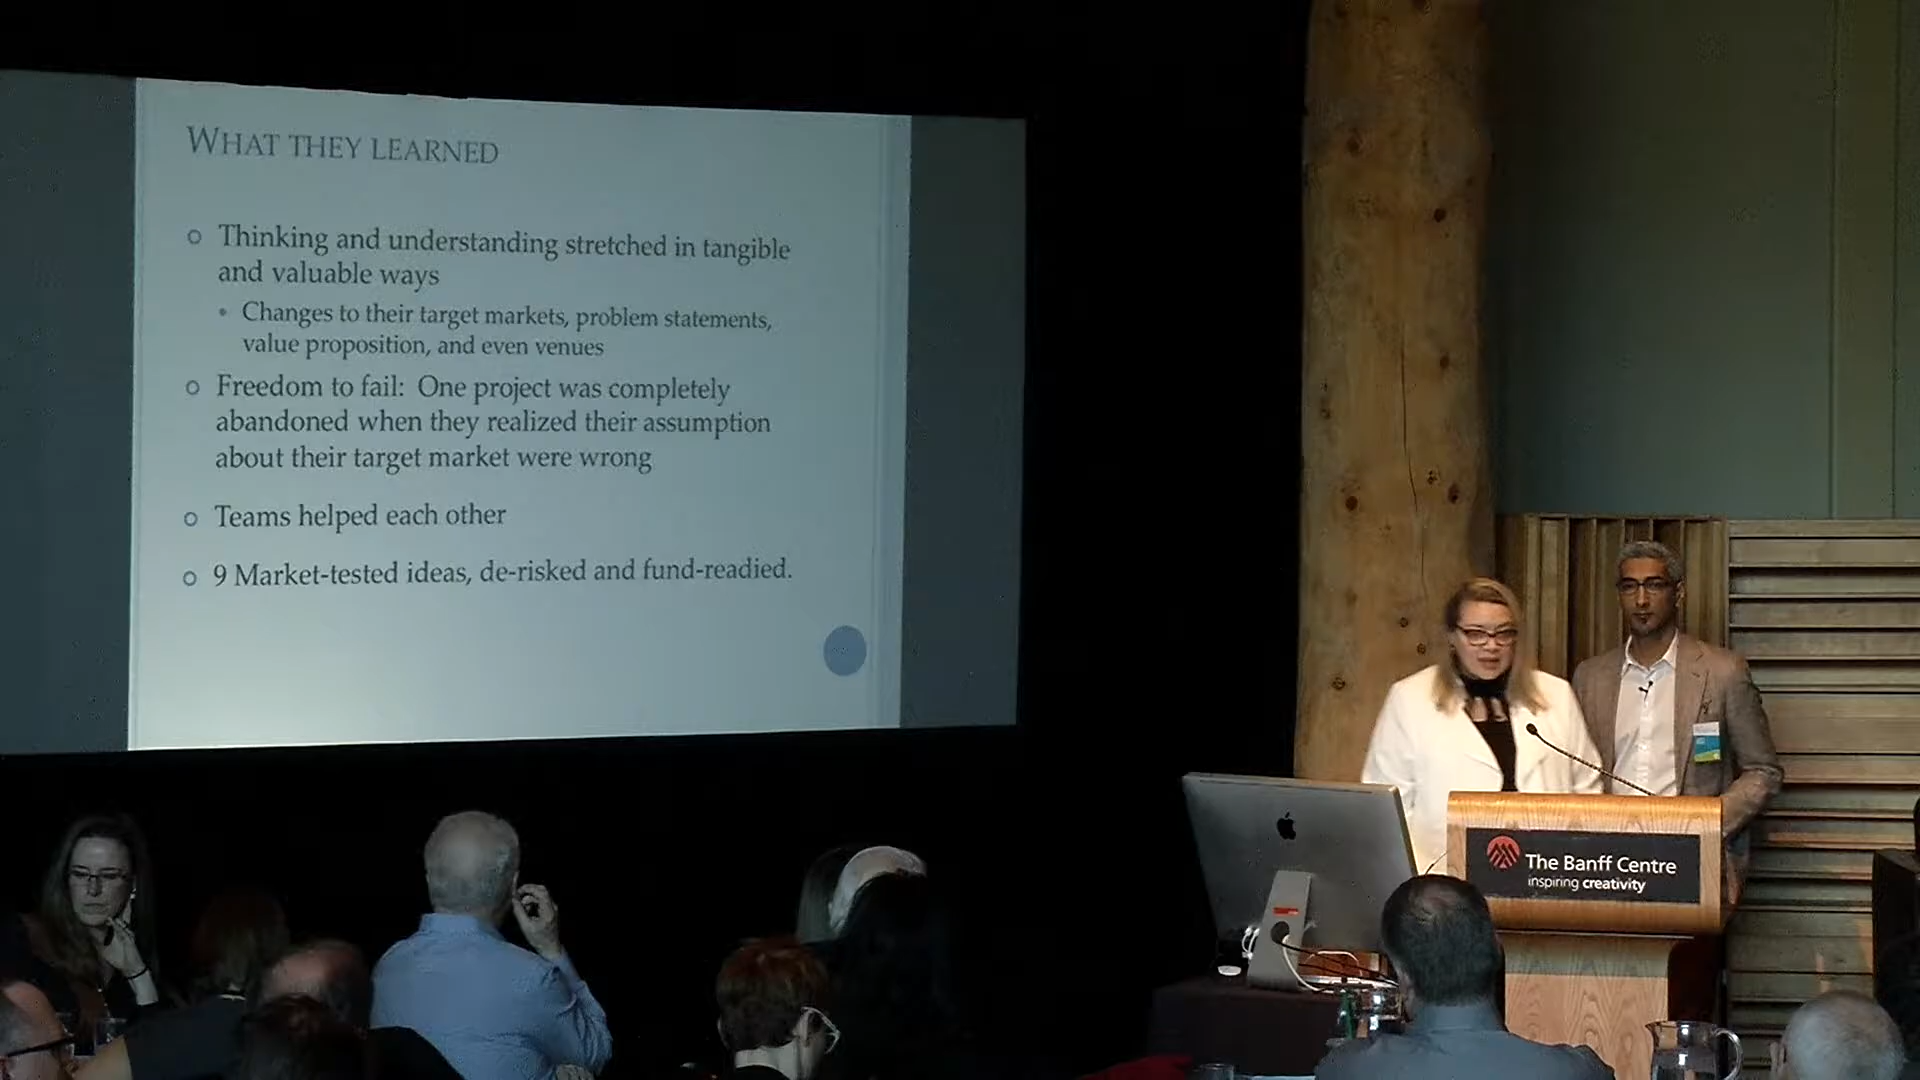 WHAT THEY LEARNED
Thinking and understanding stretched in tangible
and valuable ways
Changes to their target markets, problem statements,
value proposition, and even venues
Freedom to fail: One project was completely
abandoned when they realized their assumption
about their target market were wrong
Teams helped each other
9 Market-tested ideas, de-risked and fund-readied.
The Banff Centre
inspiring creativity